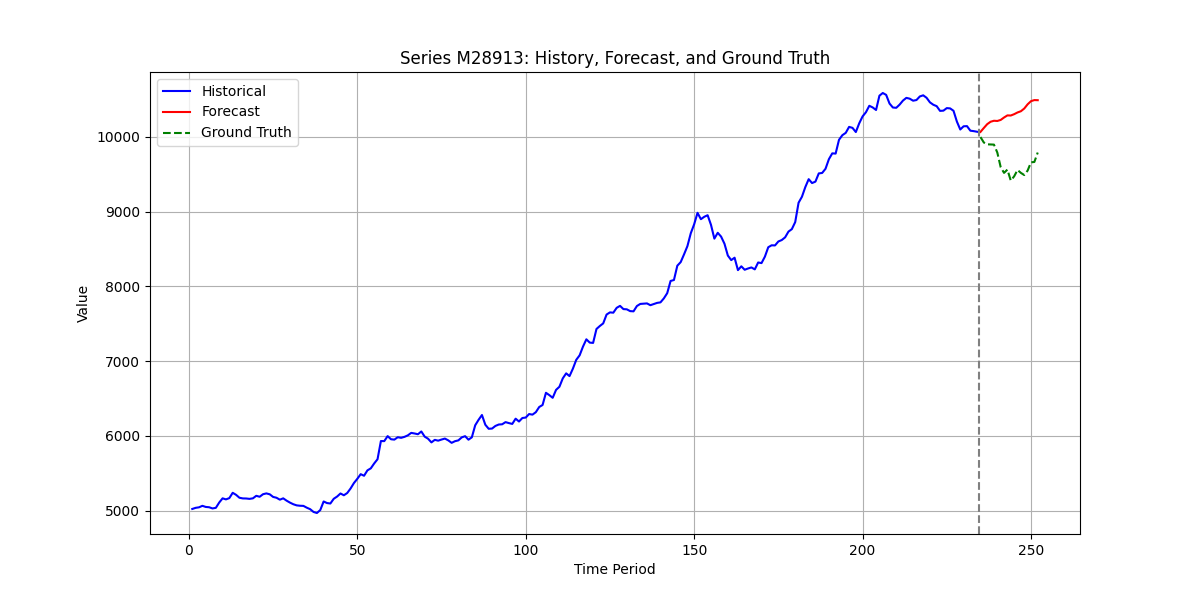 Series M28913: History, Forecast, and Ground Truth
Historical
Forecast
Ground Truth
10000
9000
8000
7000
6000
5000
Value
0 50 100 150 200 250
Time Period